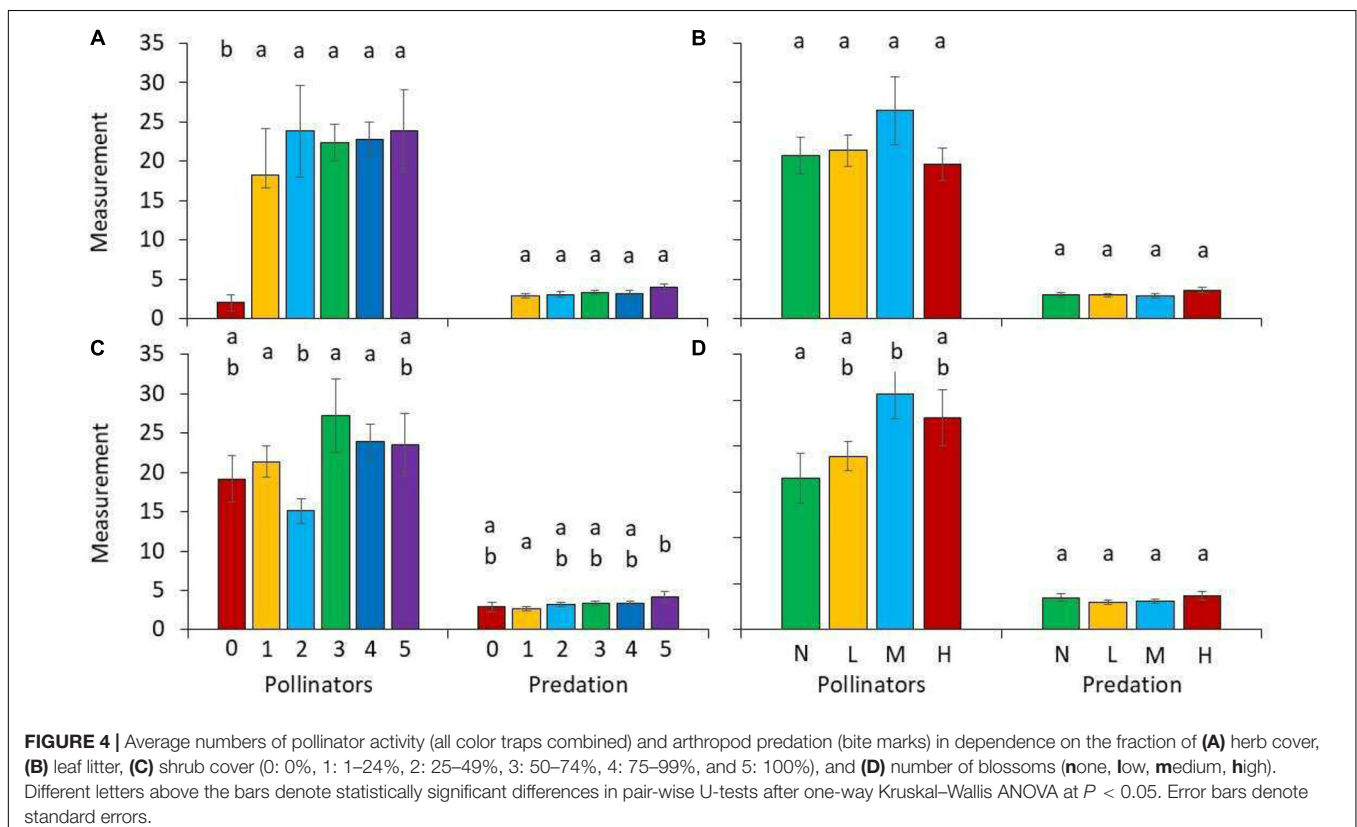 A
B
35
30
25
20
15
10
5
0
Measurement
b a a a a a
a a a a a
a a a a
a a a a
C
D
35
30
25
20
15
10
5
0
Measurement
a a b a a a
b b
a a a a a b
b b b b
a a b a
b b
a a a a
0 1 2 3 4 5 0 1 2 3 4 5
Pollinators Predation
N L M H N L M H
Pollinators Predation
FIGURE 4 | Average numbers of pollinator activity (all color traps combined) and arthropod predation (bite marks) in dependence on the fraction of (A) herb cover,
(B) leaf litter, (C) shrub cover (0: 0%, 1: 1–24%, 2: 25–49%, 3: 50–74%, 4: 75–99%, and 5: 100%), and (D) number of blossoms (none, low, medium, high).
Different letters above the bars denote statistically significant differences in pair-wise U-tests after one-way Kruskal–Wallis ANOVA at P < 0.05. Error bars denote
standard errors.